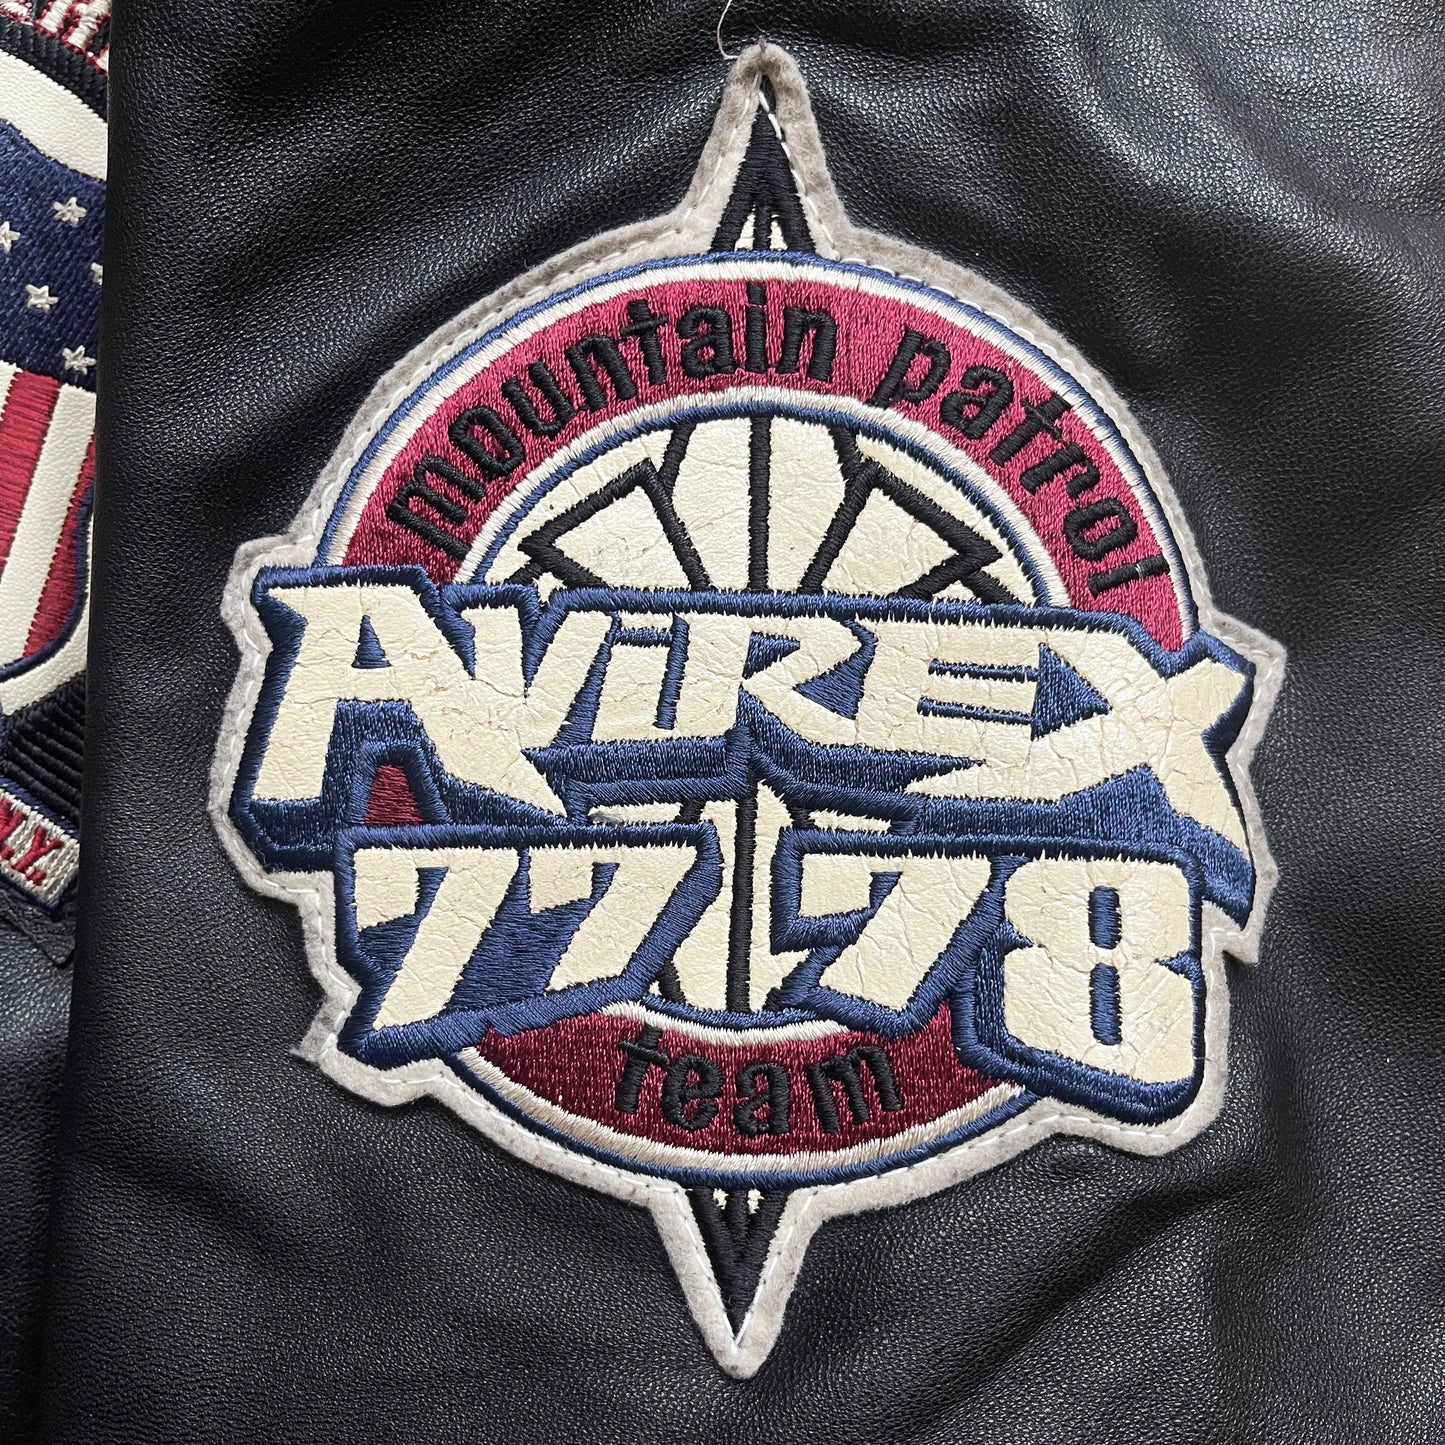 mountain patrol
AViREX
77 78
team
N.Y.